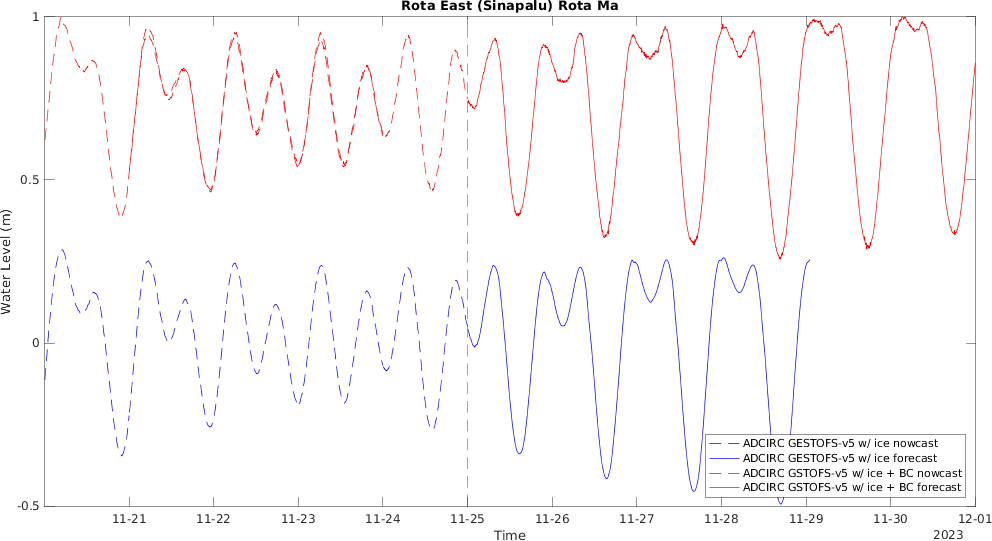 Rota East (Sinapalu) Rota Ma
1
0.5
0
-0.5
Water Level (m)
ADCIRC GESTOFS-v5 w/ ice nowcast
ADCIRC GESTOFS-v5 w/ ice forecast
ADCIRC GSTOFS-v5 w/ ice + BC nowcast
ADCIRC GSTOFS-v5 w/ ice + BC forecast
11-21 11-22 11-23 11-24 11-25 11-26 11-27 11-28 11-29 11-30 12-01
Time
2023